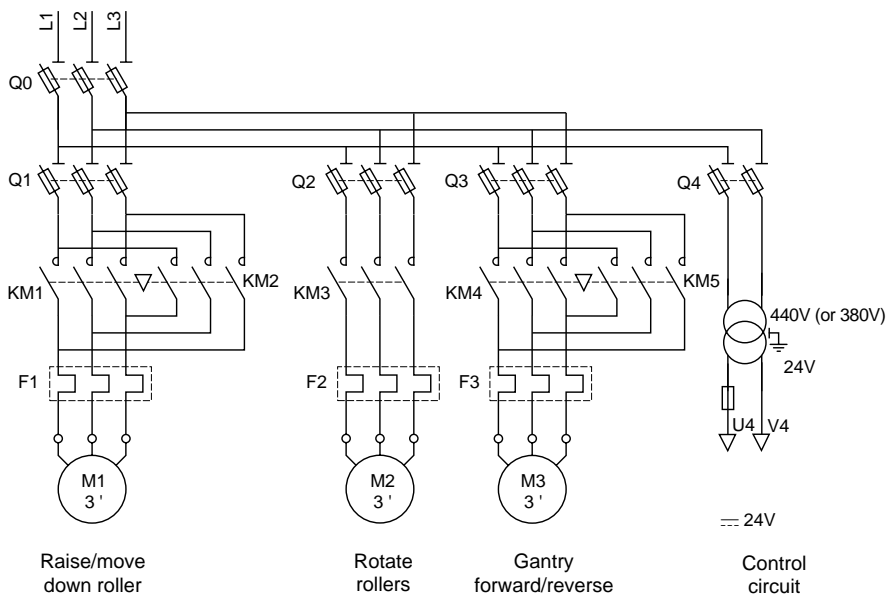 L1 L2 L3
Q0
Q1 Q2 Q3 Q4
KM1 KM2 KM3 KM4 KM5
440V (or 380V)
24V
F1 F2 F3
U4 V4
M1 M2 M3
3 ' 3 ' 3 '
24V
Raise/move Rotate Gantry Control
down roller rollers forward/reverse circuit